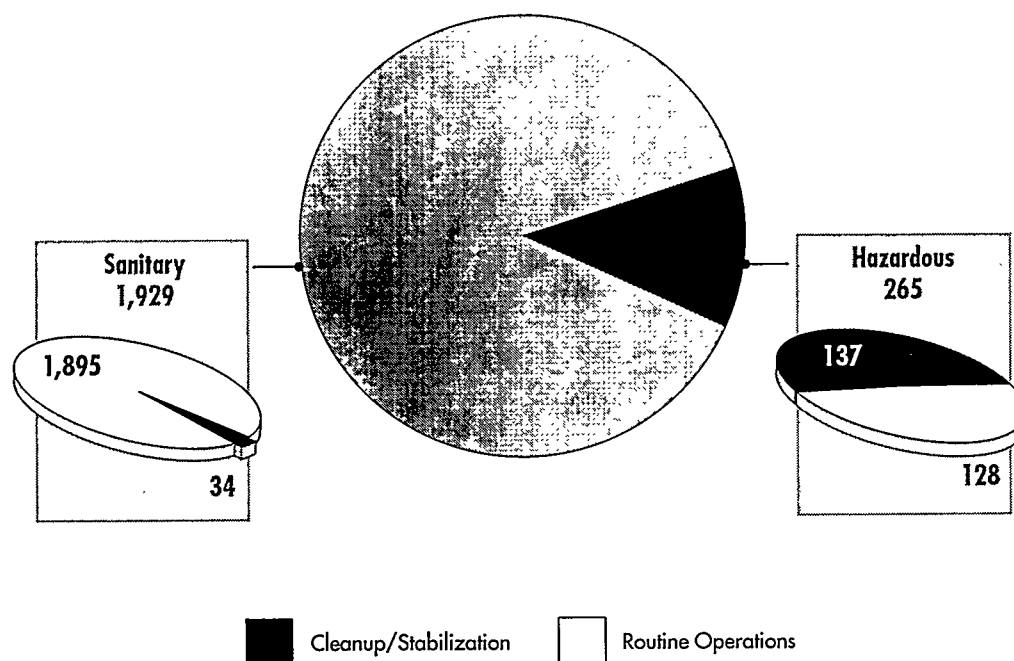 Sanitary
1,929
1,895
34
Hazardous
265
137
128
Cleanup/Stabilization
Routine Operations